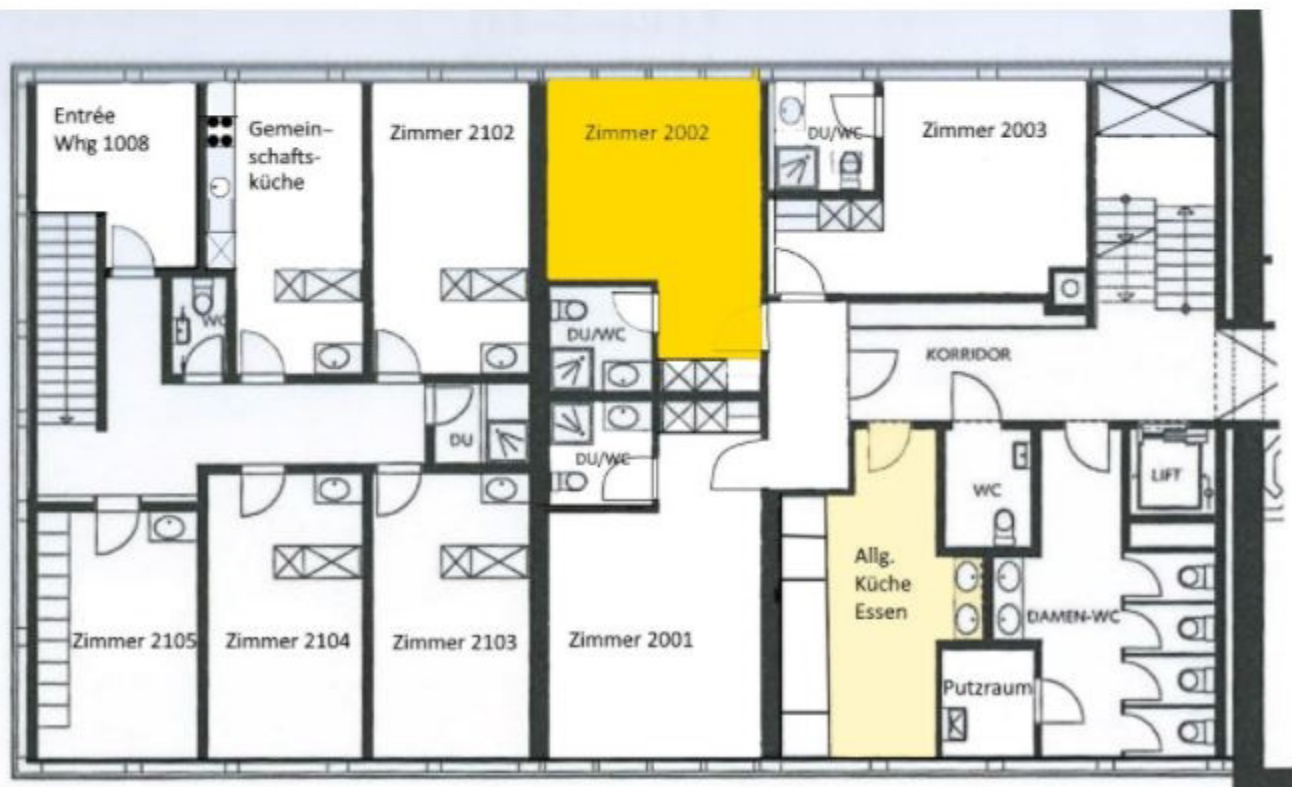 Entrée
Whg 1008
Gemein-
schafts-
küche
Zimmer 2102
Zimmer 2002
DU/WC
Zimmer 2003
WC
DU/WC
KORRIDOR
DU
DU/WC
LIFT
WC
Allg.
Küche
Essen
DAMEN-WC
Zimmer 2105
Zimmer 2104
Zimmer 2103
Zimmer 2001
Putzraum